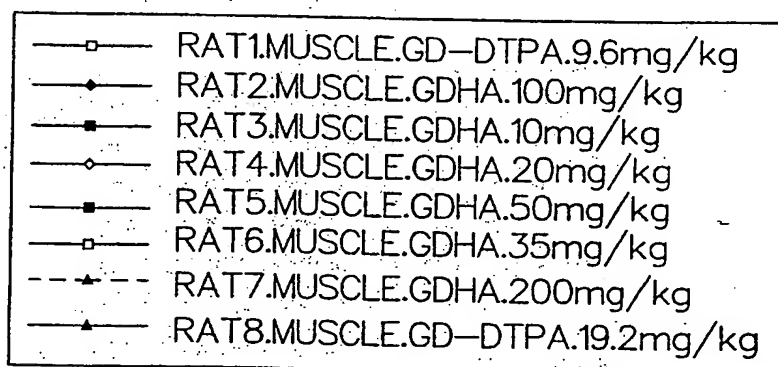 RAT1.MUSCLE.GD-DTPA.9.6mg/kg
RAT2.MUSCLE.GDHA.100mg/kg
RAT3.MUSCLE.GDHA.10mg/kg
RAT4.MUSCLE.GDHA.20mg/kg
RAT5.MUSCLE.GDHA.50mg/kg
RAT6.MUSCLE.GDHA.35mg/kg
RAT7.MUSCLE.GDHA.200mg/kg
RAT8.MUSCLE.GD-DTPA.19.2mg/kg